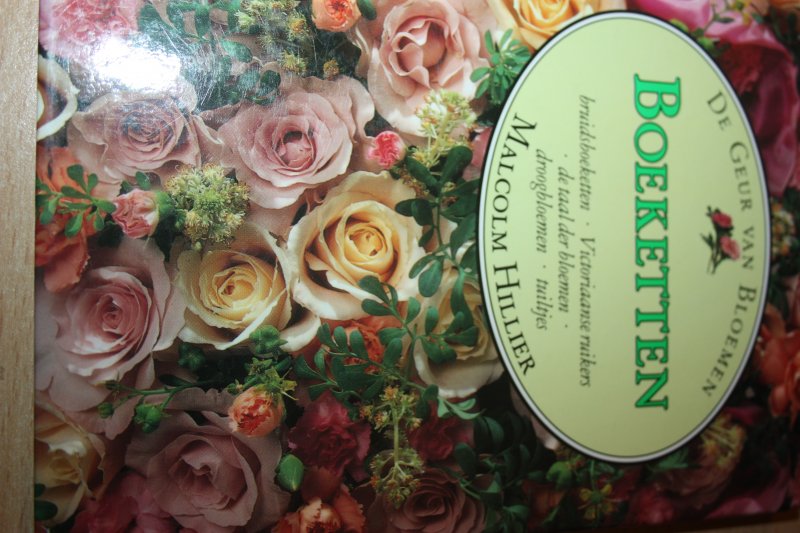 DE GEUR VAN BLOEMEN
BOEKETTEN
bruidsboeketten · Victoriaanse ruikers
· de taal der bloemen ·
droogbloemen · tuiltjes
MALCOLM HILLIER